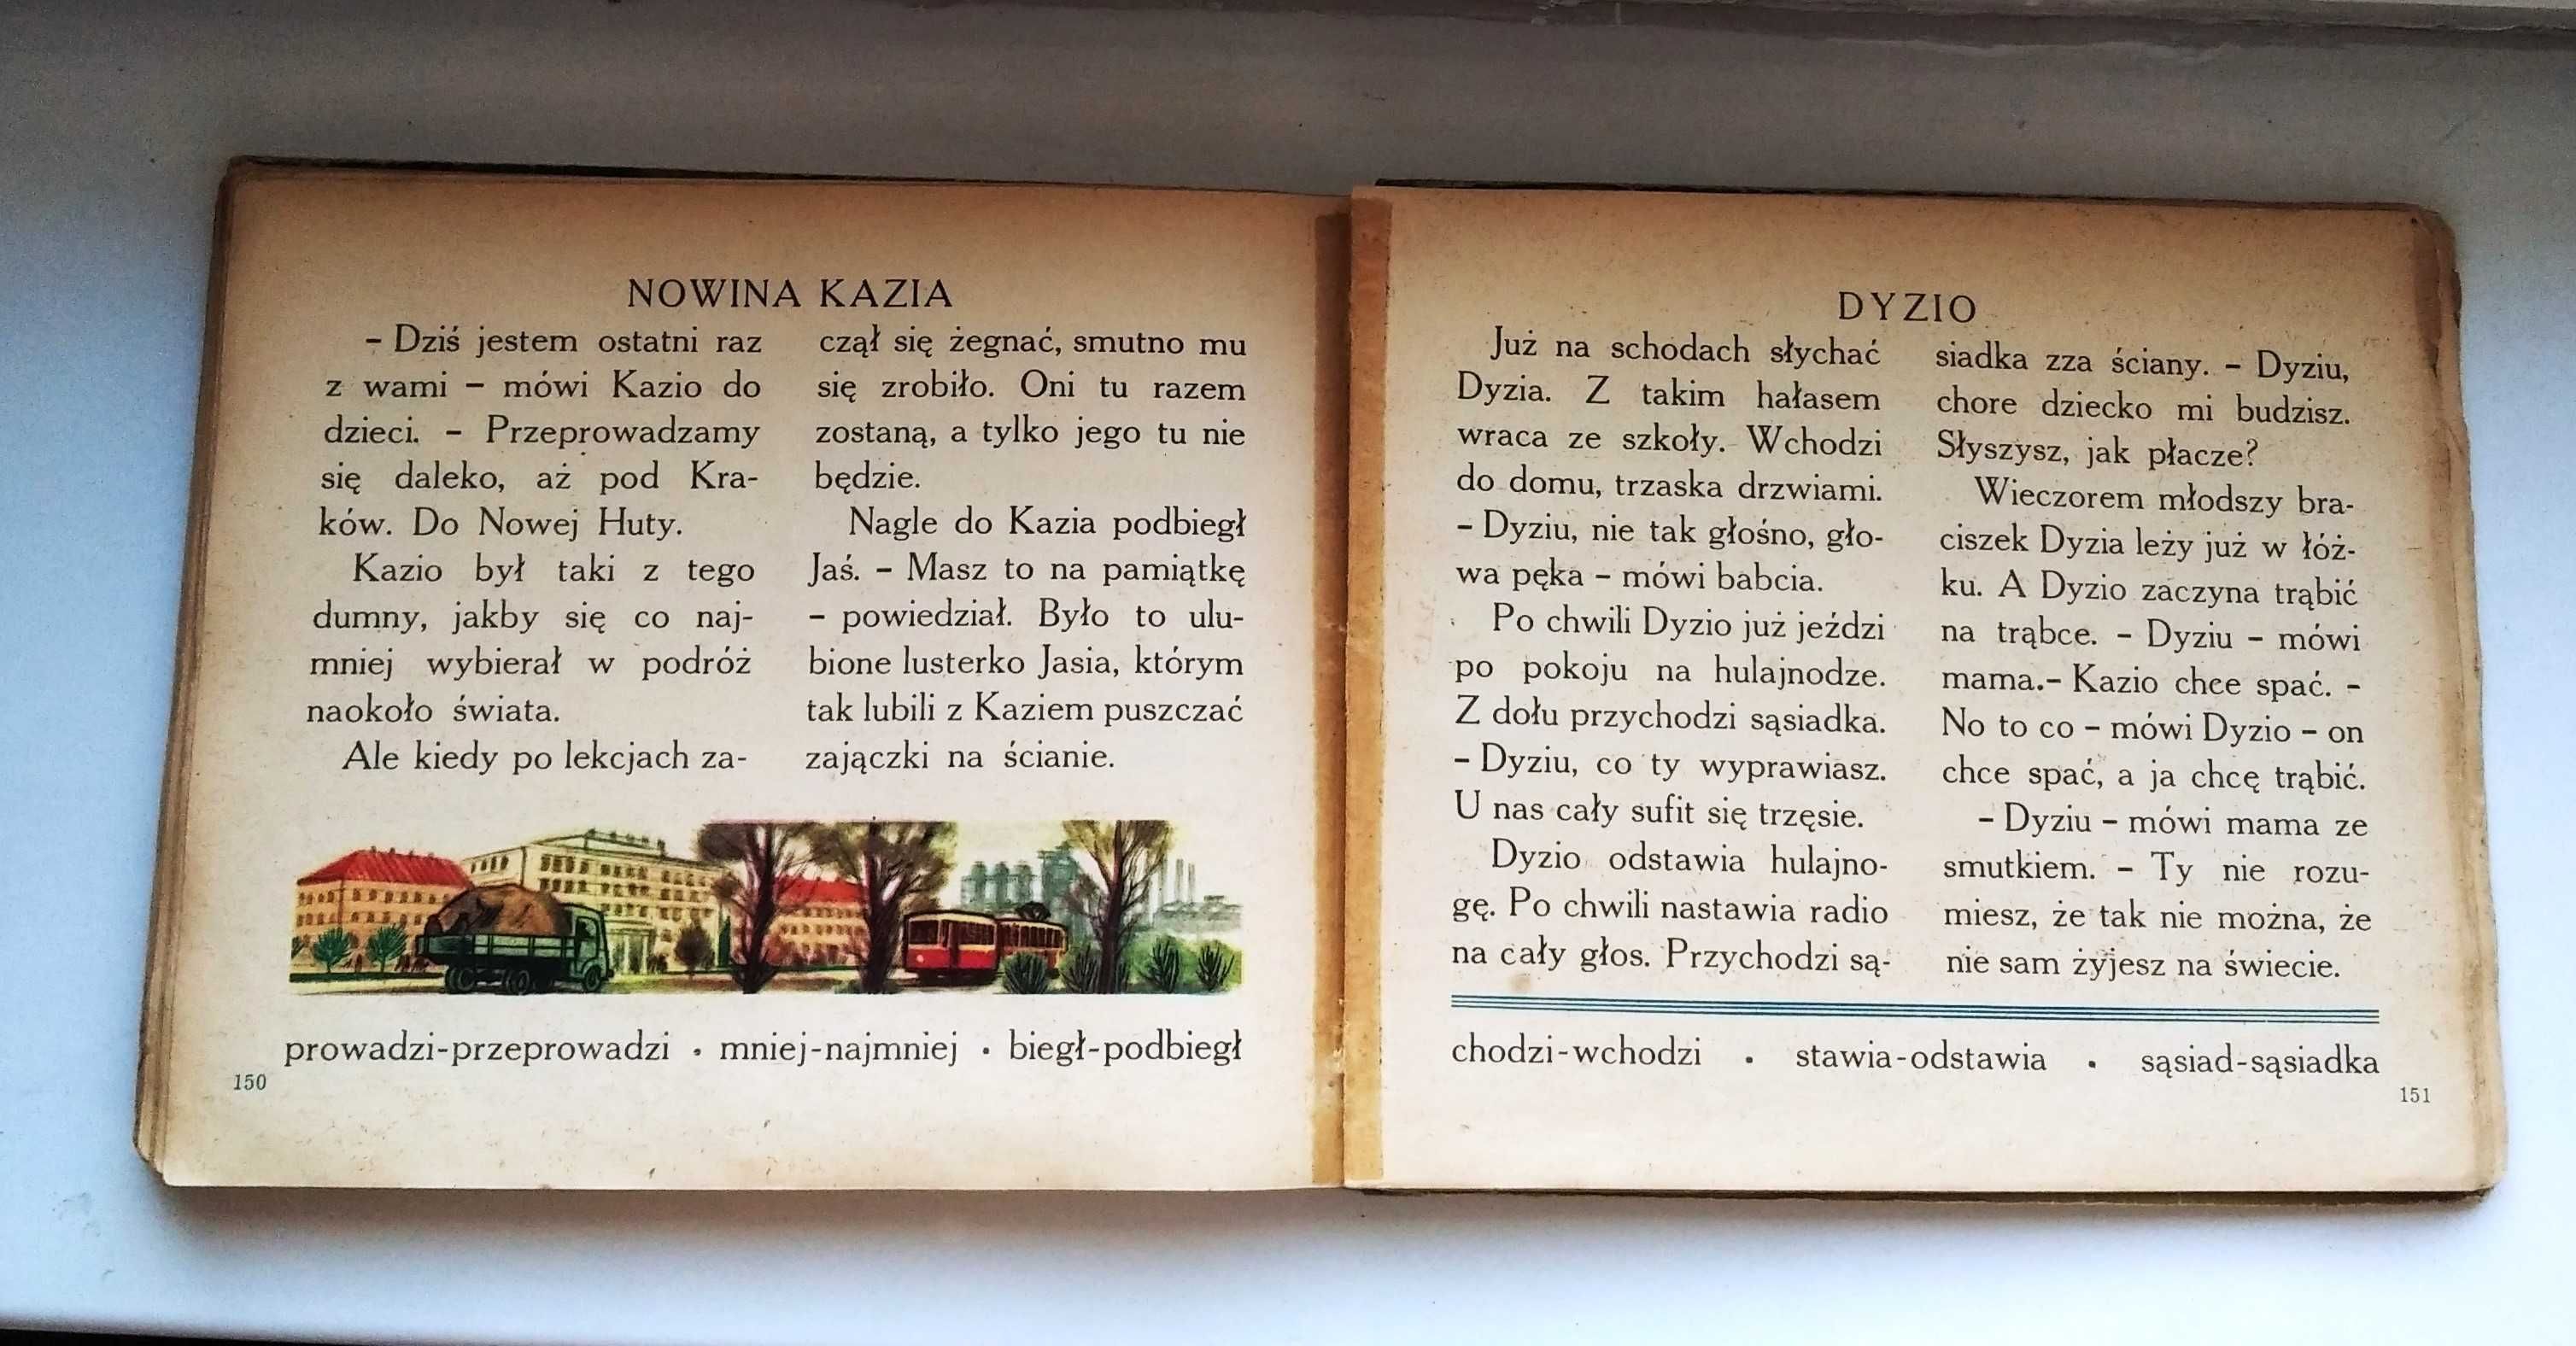 NOWINA KAZIA
– Dziś jestem ostatni raz
z wami – mówi Kazio do
dzieci. – Przeprowadzamy
się daleko, aż pod Kra-
ków. Do Nowej Huty.
Kazio był taki z tego
dumny, jakby się co naj-
mniej wybierał w podróż
naokoło świata.
Ale kiedy po lekcjach za-
czął się żegnać, smutno mu
się zrobiło. Oni tu razem
zostaną, a tylko jego tu nie
będzie.
Nagle do Kazia podbiegł
Jaś. – Masz to na pamiątkę
– powiedział. Było to ulu-
bione lusterko Jasia, którym
tak lubili z Kaziem puszczać
zajączki na ścianie.
prowadzi-przeprowadzi • mniej-najmniej • biegł-podbiegł
150
DYZIO
Już na schodach słychać
Dyzia. Z takim hałasem
wraca ze szkoły. Wchodzi
do domu, trzaska drzwiami.
– Dyziu, nie tak głośno, gło-
wa pęka – mówi babcia.
Po chwili Dyzio już jeździ
po pokoju na hulajnodze.
Z dołu przychodzi sąsiadka.
– Dyziu, co ty wyprawiasz.
U nas cały sufit się trzęsie.
Dyzio odstawia hulajno-
gę. Po chwili nastawia radio
na cały głos. Przychodzi są-
siadka zza ściany. – Dyziu,
chore dziecko mi budzisz.
Słyszysz, jak płacze?
Wieczorem młodszy bra-
ciszek Dyzia leży już w łóż-
ku. A Dyzio zaczyna trąbić
na trąbce. – Dyziu – mówi
mama.– Kazio chce spać. –
No to co – mówi Dyzio – on
chce spać, a ja chcę trąbić.
– Dyziu – mówi mama ze
smutkiem. – Ty nie rozu-
miesz, że tak nie można, że
nie sam żyjesz na świecie.
chodzi-wchodzi • stawia-odstawia • sąsiad-sąsiadka
151